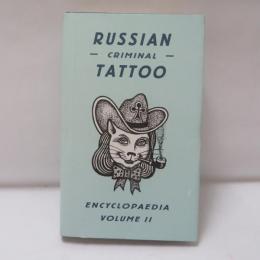 RUSSIAN
– CRIMINAL –
TATTOO
ENCYCLOPAEDIA
VOLUME II